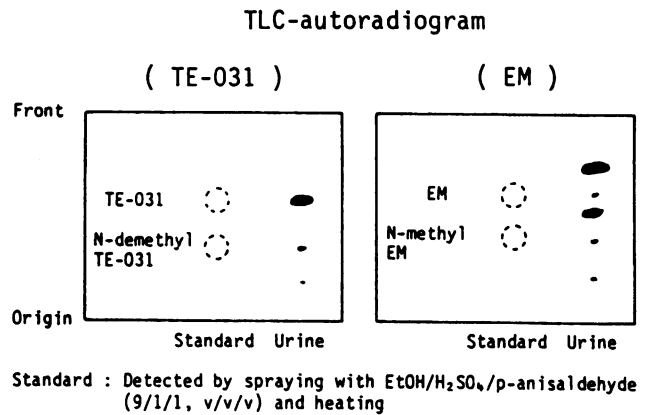 TLC-autoradiogram
( TE-031 )
( EM )
Front
TE-031
N-demethyl
TE-031
EM
N-methyl
EM
Origin
Standard Urine
Standard Urine
Standard : Detected by spraying with EtOH/H₂SO₄/p-anisaldehyde
(9/1/1, v/v/v) and heating